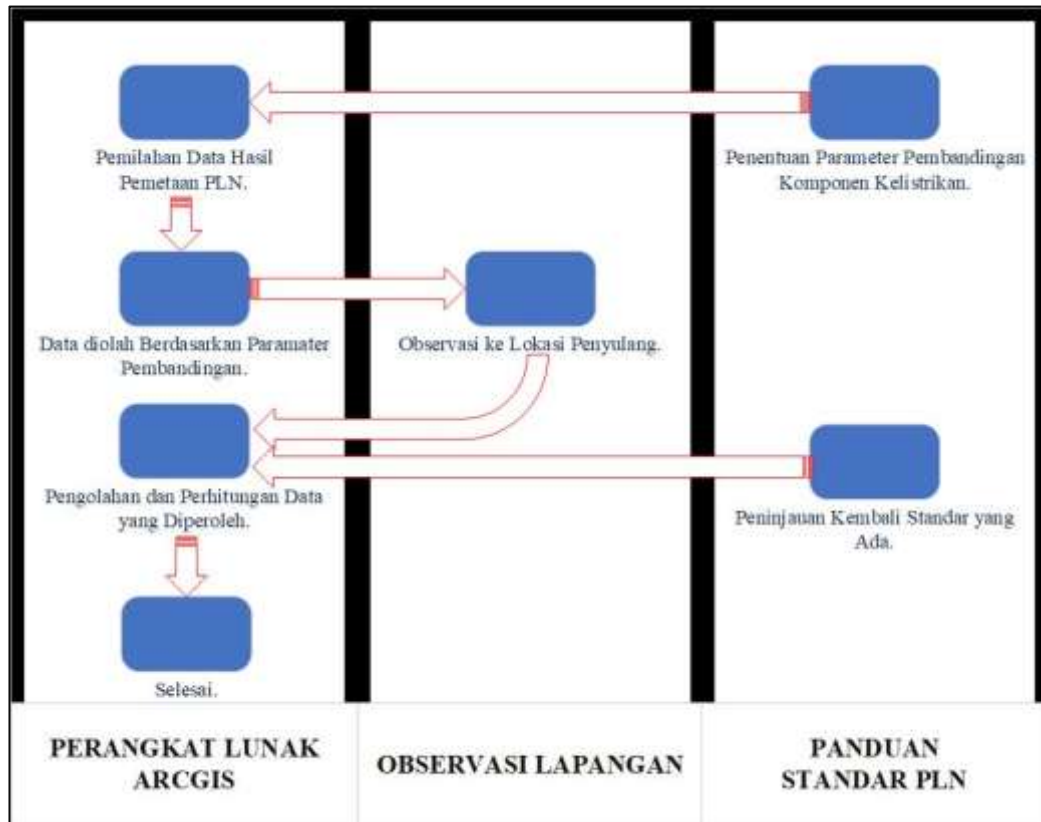 Pemilahan Data Hasil
Pemetaan PLN.
Penentuan Parameter Pembandingan
Komponen Kelistrikan.
Data diolah Berdasarkan Paramater
Pembandingan.
Observasi ke Lokasi Penyulang.
Pengolahan dan Perhitungan Data
yang Diperoleh.
Peninjauan Kembali Standar yang
Ada.
Selesai.
PERANGKAT LUNAK
ARCGIS
OBSERVASI LAPANGAN
PANDUAN
STANDAR PLN